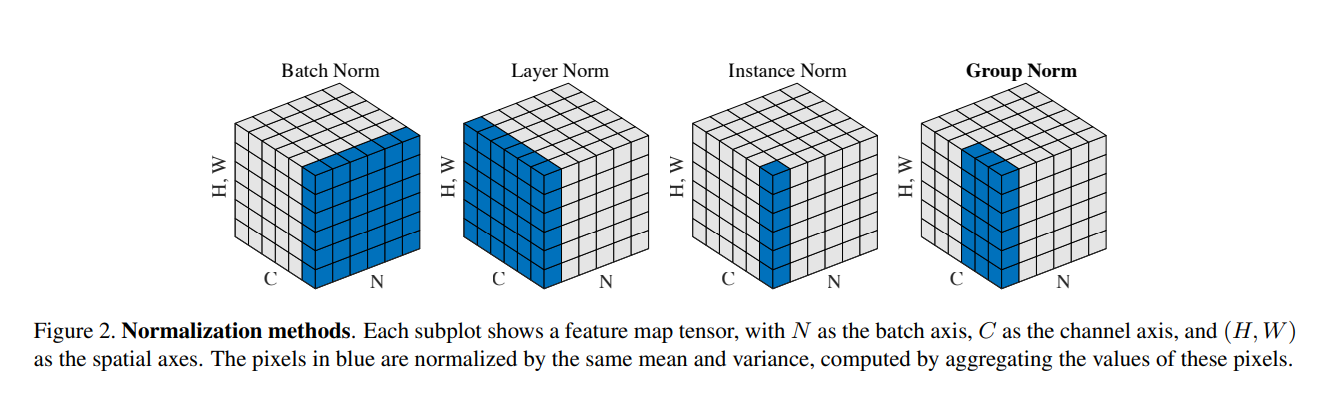 Batch Norm
Layer Norm
Instance Norm
Group Norm
H, W
C
N
H, W
C
N
H, W
C
N
H, W
C
N
Figure 2. Normalization methods. Each subplot shows a feature map tensor, with N as the batch axis, C as the channel axis, and (H, W)
as the spatial axes. The pixels in blue are normalized by the same mean and variance, computed by aggregating the values of these pixels.